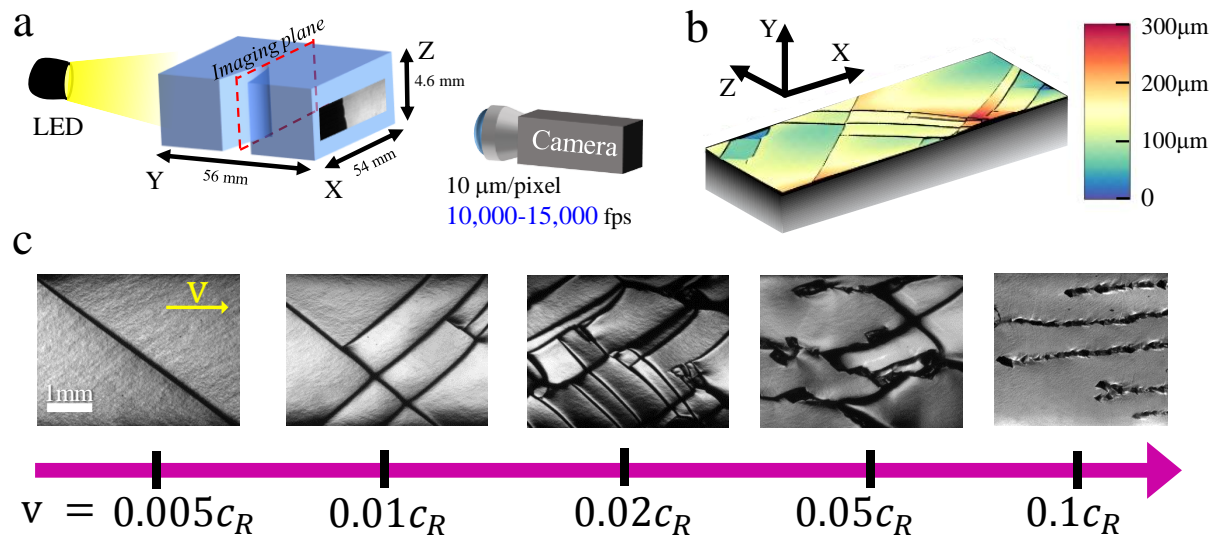 a
LED
Imaging plane
Z
4.6 mm
54 mm
X
56 mm
Y
Camera
10 μm/pixel
10,000-15,000 fps
b
Y
X
Z
300μm
200μm
100μm
0
c
V
1mm
v = 0.005c_R 0.01c_R 0.02c_R 0.05c_R 0.1c_R